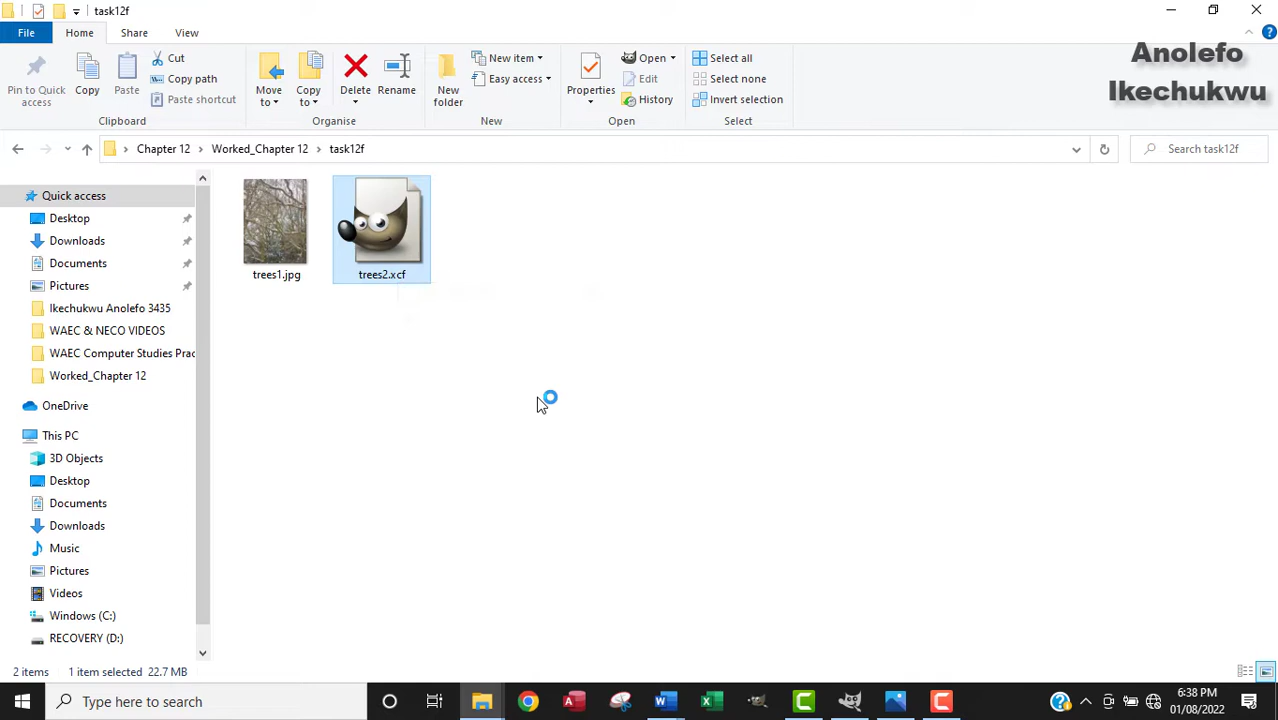 task12f
File
Home
Share
View
Anolefo
Ikechukwu
Pin to Quick
access
Copy
Paste
Cut
Copy path
Paste shortcut
Clipboard
Move
to
Copy
to
Delete
Rename
Organise
New
folder
New item
Easy access
New
Properties
Open
Edit
History
Open
Select all
Select none
Invert selection
Select
Chapter 12
Worked_Chapter 12
task12f
Search task12f
Quick access
Desktop
Downloads
Documents
Pictures
Ikechukwu Anolefo 3435
WAEC & NECO VIDEOS
WAEC Computer Studies Prac
Worked_Chapter 12
OneDrive
This PC
3D Objects
Desktop
Documents
Downloads
Music
Pictures
Videos
Windows (C:)
RECOVERY (D:)
trees1.jpg
trees2.xcf
2 items
1 item selected 22.7 MB
Type here to search
6:38 PM
01/08/2022